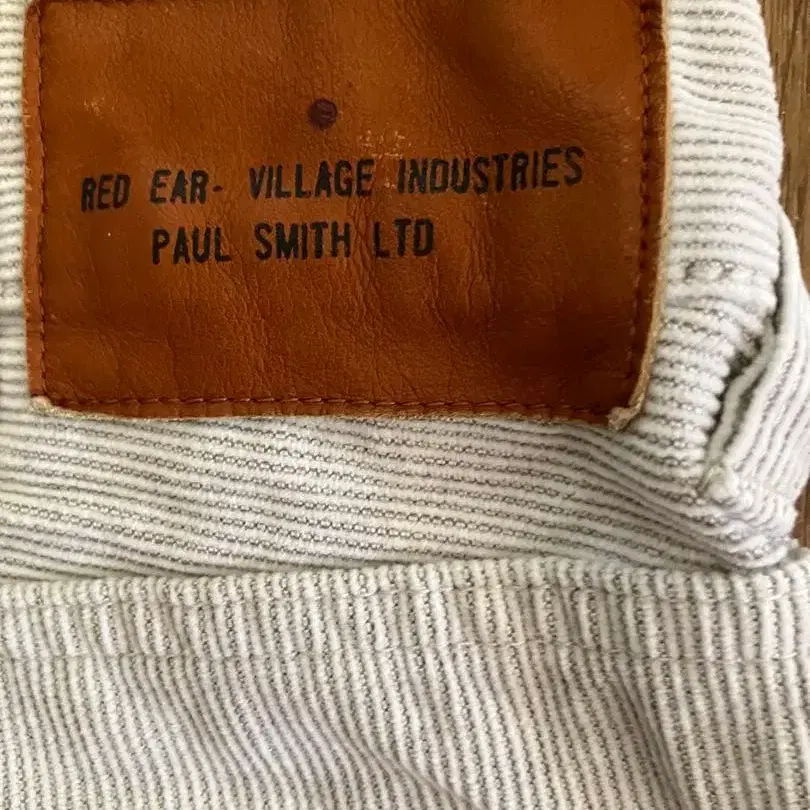 RED EAR- VILLAGE INDUSTRIES
PAUL SMITH LTD